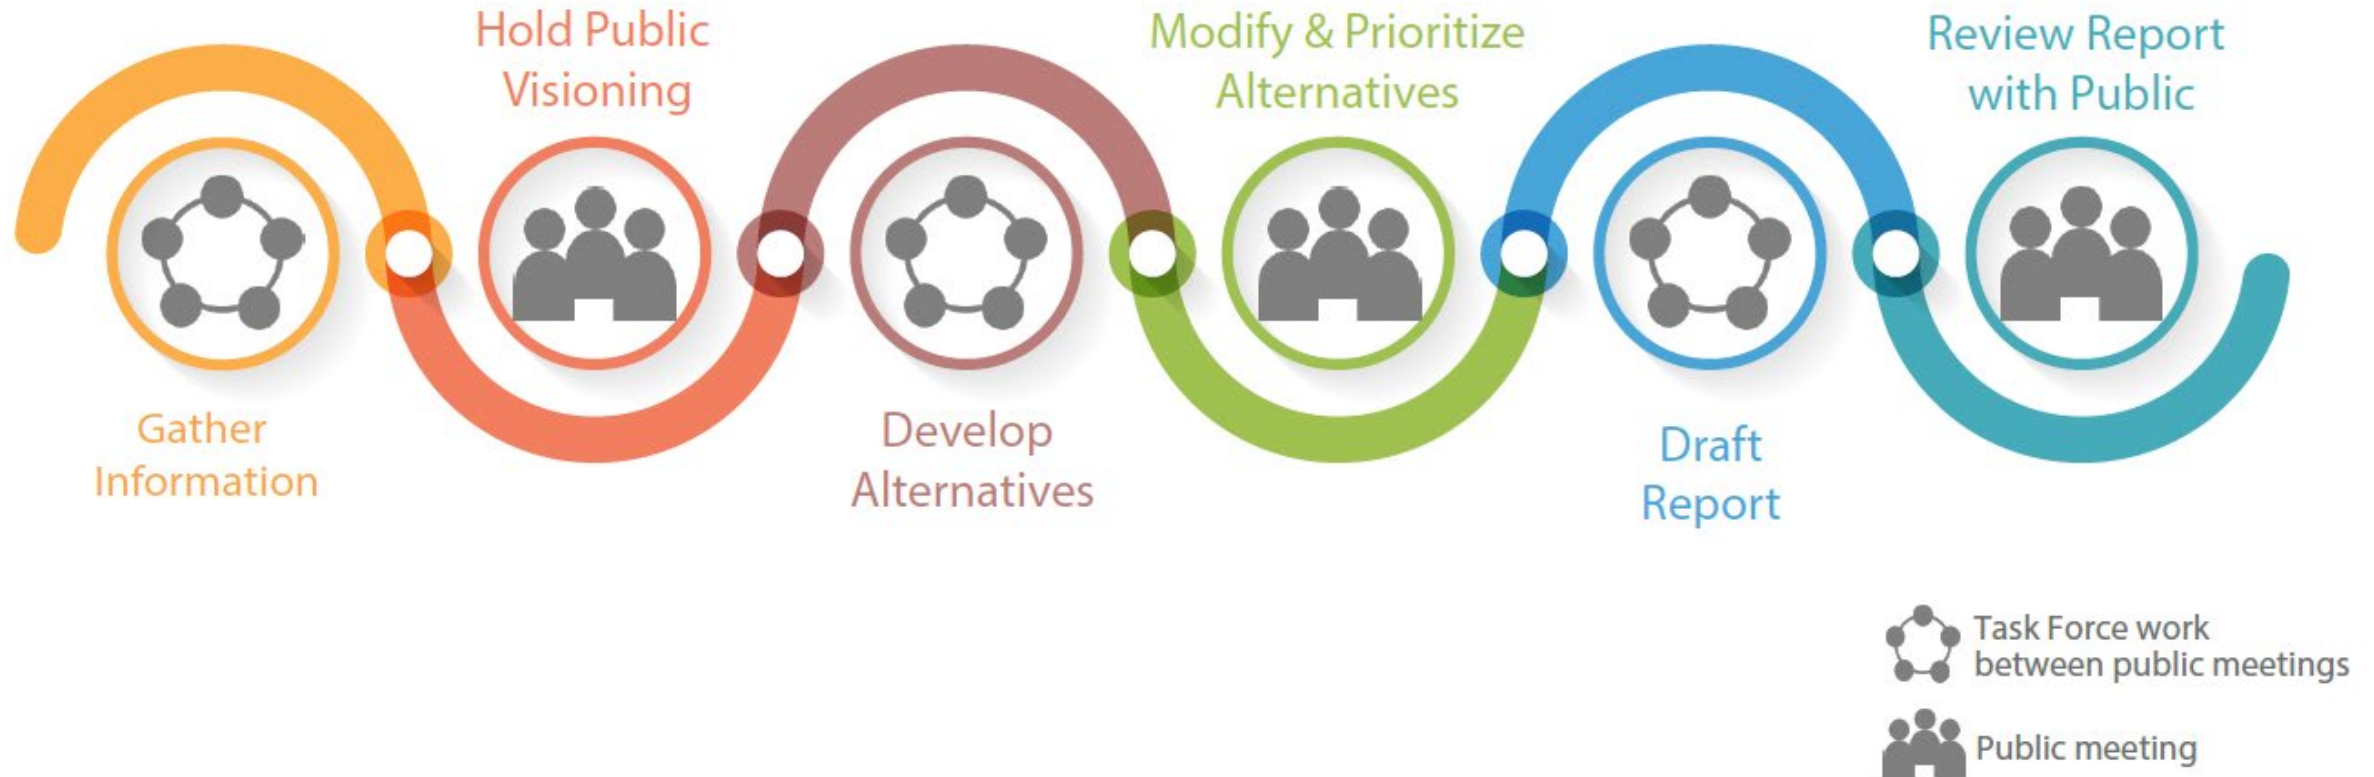 Hold Public
Visioning
Modify & Prioritize
Alternatives
Review Report
with Public
Gather
Information
Develop
Alternatives
Draft
Report
Task Force work
between public meetings
Public meeting